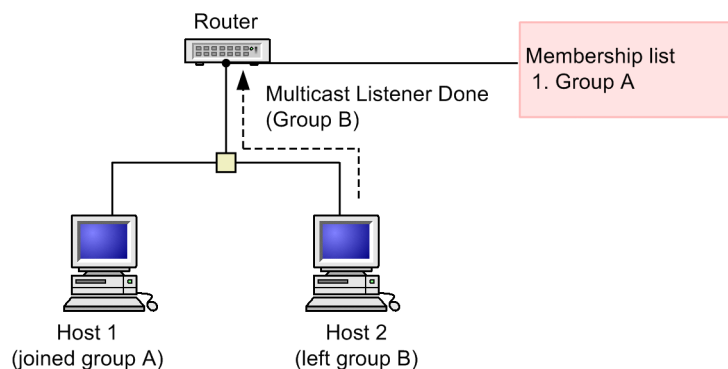 Router
Membership list
1. Group A
Multicast Listener Done
(Group B)
Host 1
(joined group A)
Host 2
(left group B)